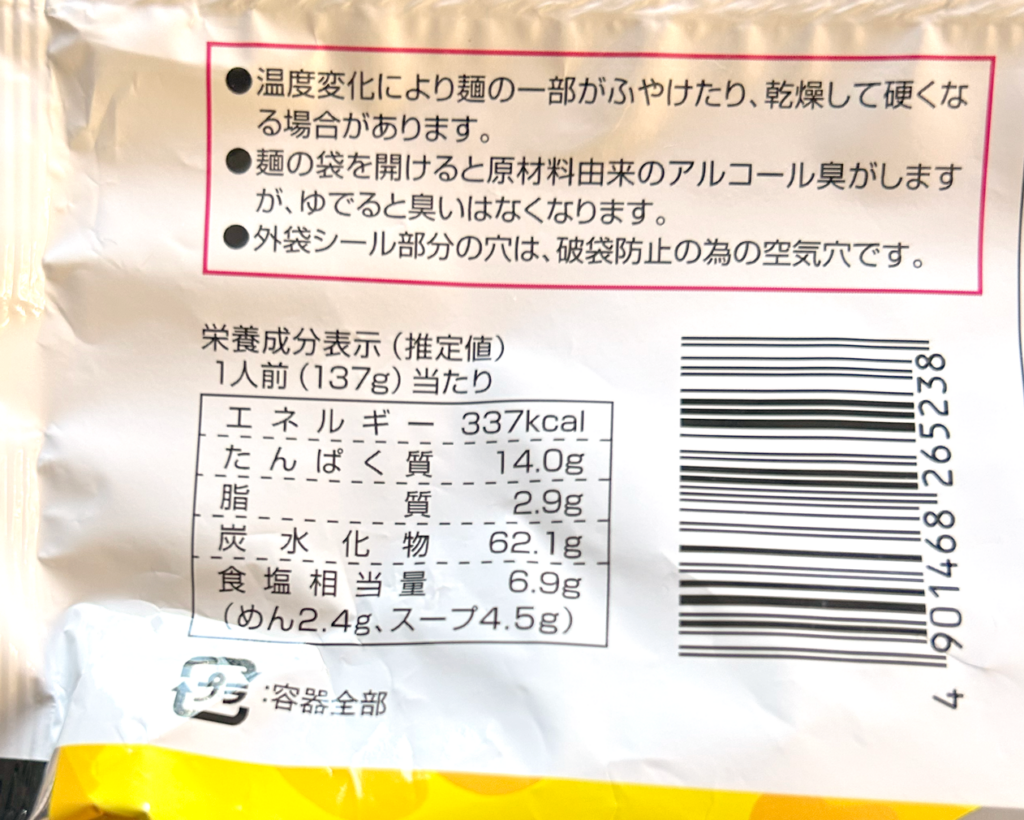 ●温度変化により麺の一部がふやけたり、乾燥して硬くな
る場合があります。
●麺の袋を開けると原材料由来のアルコール臭がします
が、ゆでると臭いはなくなります。
●外袋シール部分の穴は、破袋防止の為の空気穴です。
栄養成分表示（推定値）
1人前（137g）当たり
エネルギー 337kcal
たんぱく質 14.0g
脂質 2.9g
炭水化物 62.1g
食塩相当量 6.9g
（めん2.4g、スープ4.5g）
プラ :容器全部
4 901468 265238